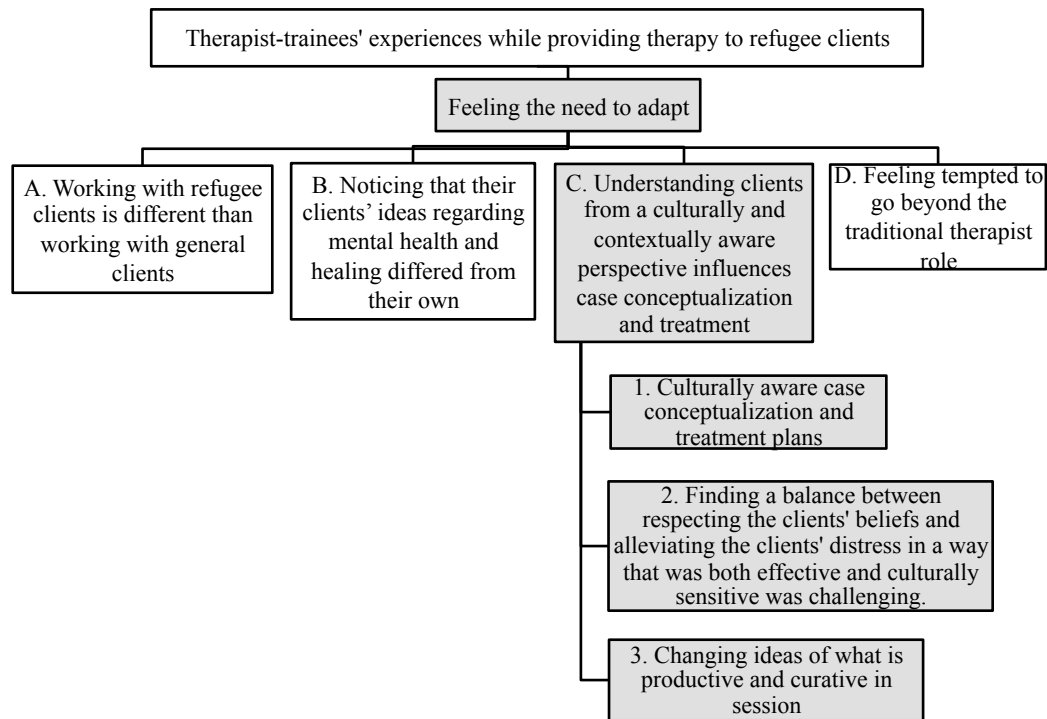 Therapist-trainees' experiences while providing therapy to refugee clients
Feeling the need to adapt
A. Working with refugee
clients is different than
working with general
clients
B. Noticing that their
clients’ ideas regarding
mental health and
healing differed from
their own
C. Understanding clients
from a culturally and
contextually aware
perspective influences
case conceptualization
and treatment
D. Feeling tempted to
go beyond the
traditional therapist
role
1. Culturally aware case
conceptualization and
treatment plans
2. Finding a balance between
respecting the clients' beliefs and
alleviating the clients' distress in a way
that was both effective and culturally
sensitive was challenging.
3. Changing ideas of what is
productive and curative in
session